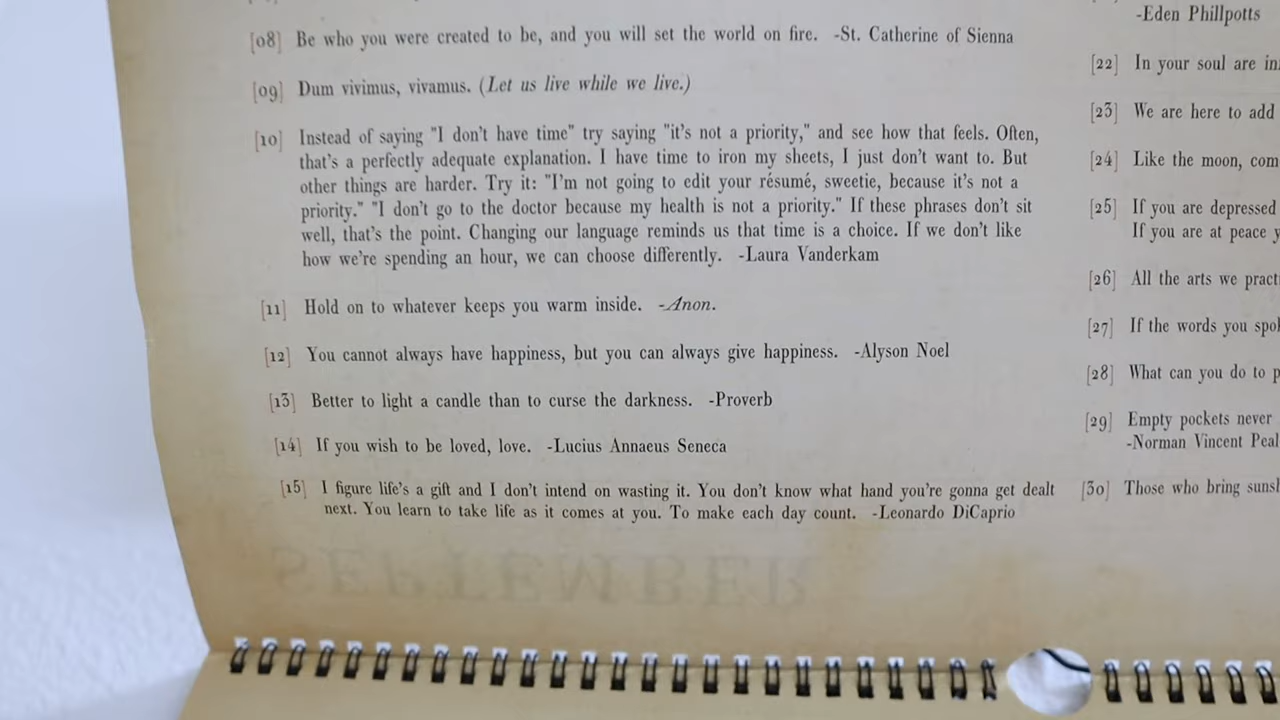 [08] Be who you were created to be, and you will set the world on fire. -St. Catherine of Sienna
[09] Dum vivimus, vivamus. (Let us live while we live.)
[10] Instead of saying "I don't have time" try saying "it's not a priority," and see how that feels. Often,
that's a perfectly adequate explanation. I have time to iron my sheets, I just don't want to. But
other things are harder. Try it: "I'm not going to edit your résumé, sweetie, because it's not a
priority." "I don't go to the doctor because my health is not a priority." If these phrases don't sit
well, that's the point. Changing our language reminds us that time is a choice. If we don't like
how we're spending an hour, we can choose differently. -Laura Vanderkam
[11] Hold on to whatever keeps you warm inside. -Anon.
[12] You cannot always have happiness, but you can always give happiness. -Alyson Noel
[13] Better to light a candle than to curse the darkness. -Proverb
[14] If you wish to be loved, love. -Lucius Annaeus Seneca
[15] I figure life's a gift and I don't intend on wasting it. You don't know what hand you're gonna get dealt
next. You learn to take life as it comes at you. To make each day count. -Leonardo DiCaprio
-Eden Phillpotts
[22] In your soul are
[23] We are here to add
[24] Like the moon,
[25] If you are depressed
If you are at peace
[26] All the arts we
[27] If the words you
[28] What can you do to
[29] Empty pockets never
-Norman Vincent
[30] Those who bring
SEPTEMBER